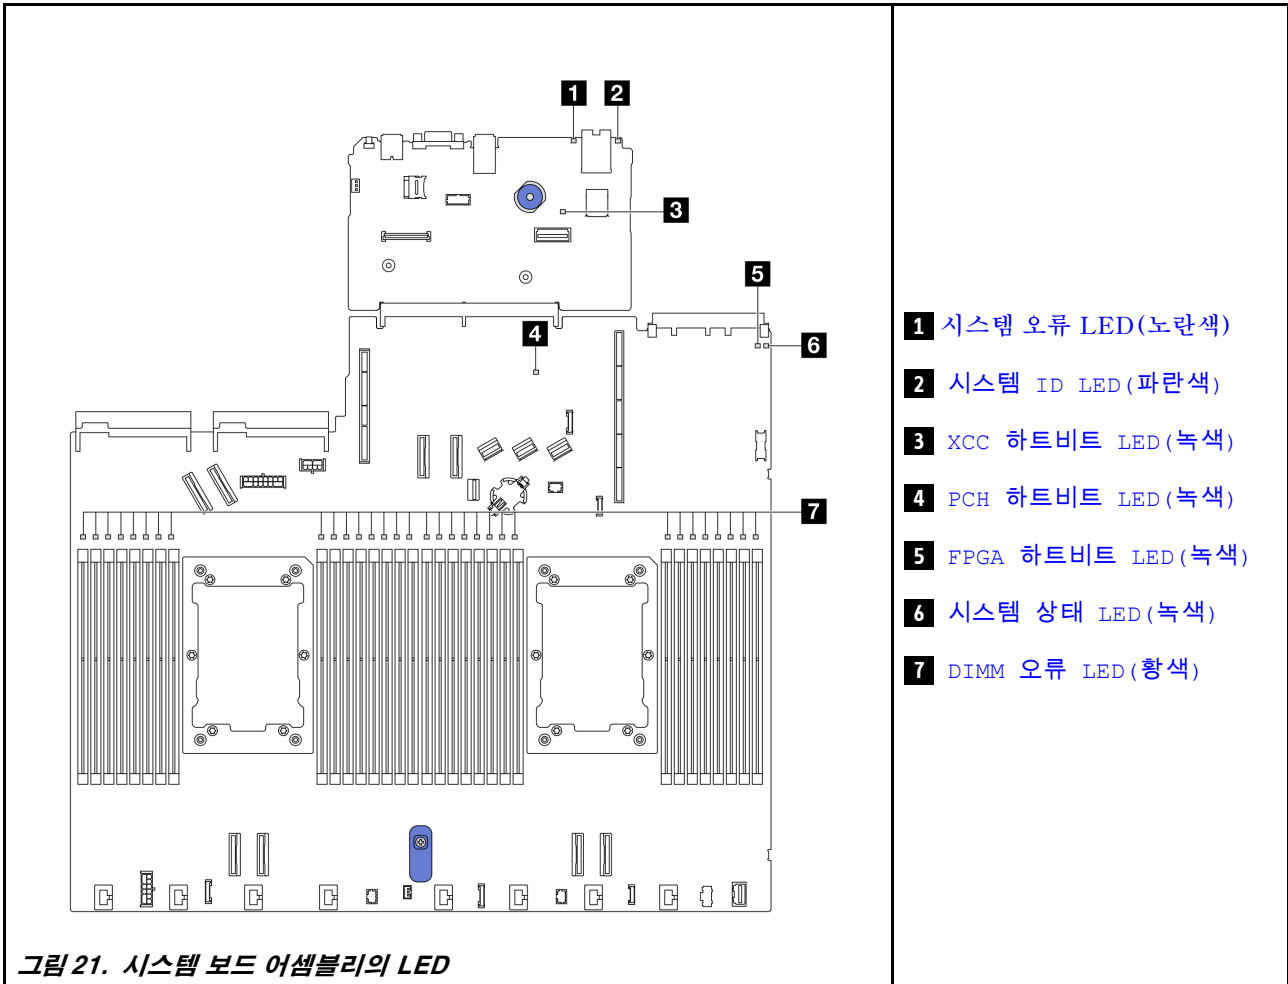 1 2
3
5
4 6
7
그림 21. 시스템 보드 어셈블리의 LED
1 시스템 오류 LED(노란색)
2 시스템 ID LED(파란색)
3 XCC 하트비트 LED(녹색)
4 PCH 하트비트 LED(녹색)
5 FPGA 하트비트 LED(녹색)
6 시스템 상태 LED(녹색)
7 DIMM 오류 LED(황색)